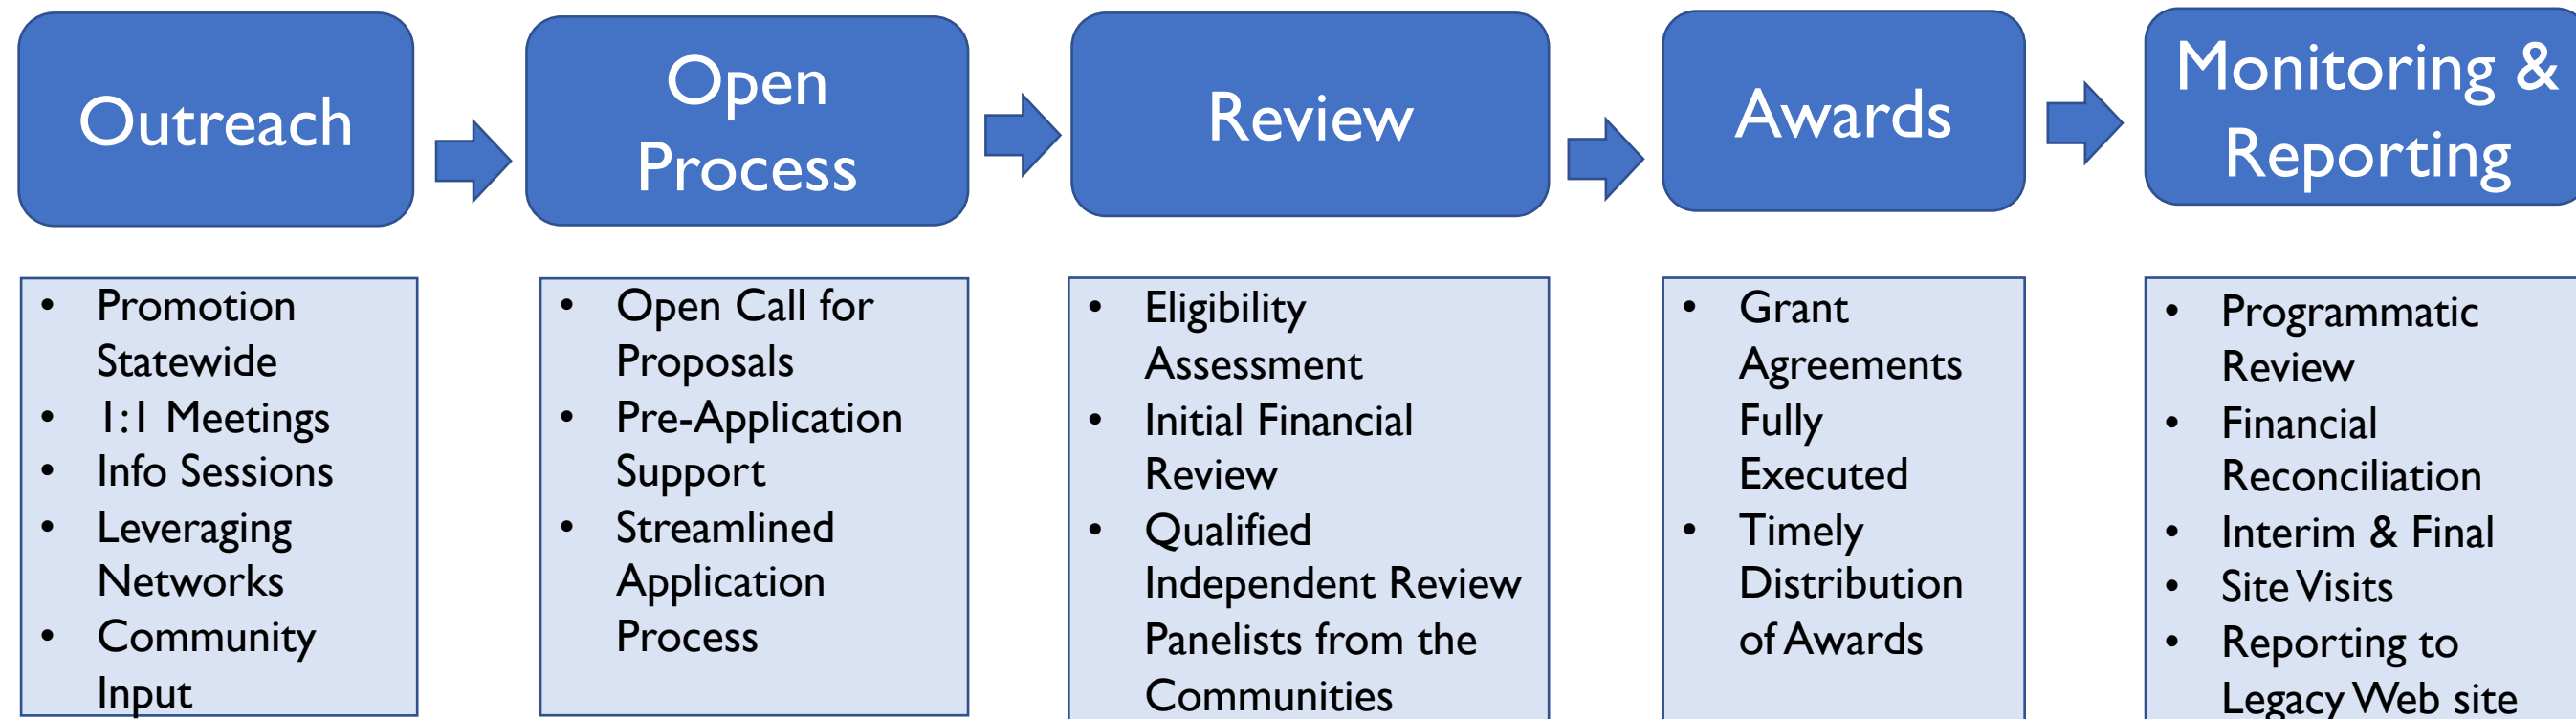 Outreach
Open
Process
Review
Awards
Monitoring &
Reporting
• Promotion
Statewide
• 1:1 Meetings
• Info Sessions
• Leveraging
Networks
• Community
Input
• Open Call for
Proposals
• Pre-Application
Support
• Streamlined
Application
Process
• Eligibility
Assessment
• Initial Financial
Review
• Qualified
Independent Review
Panelists from the
Communities
• Grant
Agreements
Fully
Executed
• Timely
Distribution
of Awards
• Programmatic
Review
• Financial
Reconciliation
• Interim & Final
• Site Visits
• Reporting to
Legacy Web site